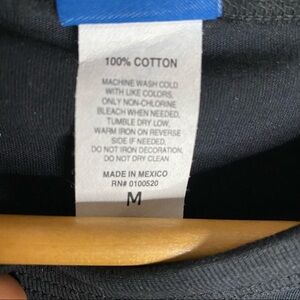 100% COTTON
MACHINE WASH COLD
WITH LIKE COLORS,
ONLY NON-CHLORINE
BLEACH WHEN NEEDED,
TUMBLE DRY LOW,
WARM IRON ON REVERSE
SIDE IF NEEDED,
DO NOT IRON DECORATION,
DO NOT DRY CLEAN
MADE IN MEXICO
RN# 0100520
M